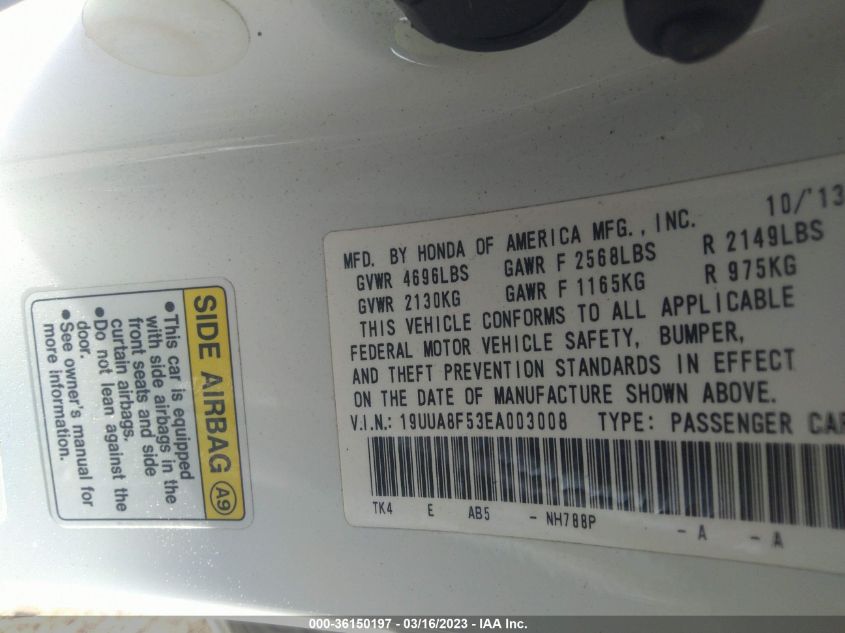 SIDE AIRBAG A9
•This car is equipped
with side airbags in the
front seats and side
curtain airbags.
•Do not lean against the
door.
•See owner's manual for
more information.
MFD. BY HONDA OF AMERICA MFG., INC. 10/'13
GVWR 4696LBS GAWR F 2568LBS R 2149LBS
GVWR 2130KG GAWR F 1165KG R 975KG
THIS VEHICLE CONFORMS TO ALL APPLICABLE
FEDERAL MOTOR VEHICLE SAFETY, BUMPER,
AND THEFT PREVENTION STANDARDS IN EFFECT
ON THE DATE OF MANUFACTURE SHOWN ABOVE.
V.I.N.: 19UUA8F53EA003008 TYPE: PASSENGER CAR
TK4 E AB5 - NH788P - A - A
000-36150197 - 03/16/2023 - IAA Inc.